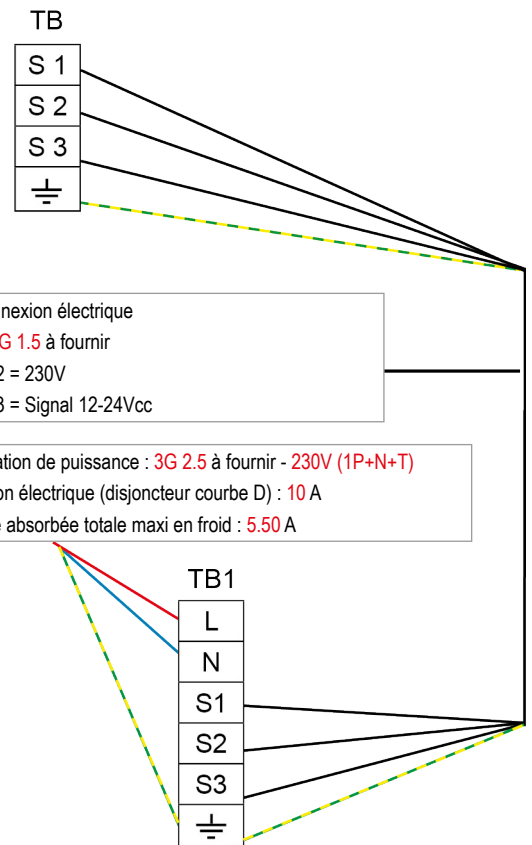 TB
S 1
S 2
S 3
nexion électrique
G 1.5 à fournir
2 = 230V
3 = Signal 12-24Vcc
ation de puissance : 3G 2.5 à fournir - 230V (1P+N+T)
on électrique (disjoncteur courbe D) : 10 A
e absorbée totale maxi en froid : 5.50 A
TB1
L
N
S1
S2
S3